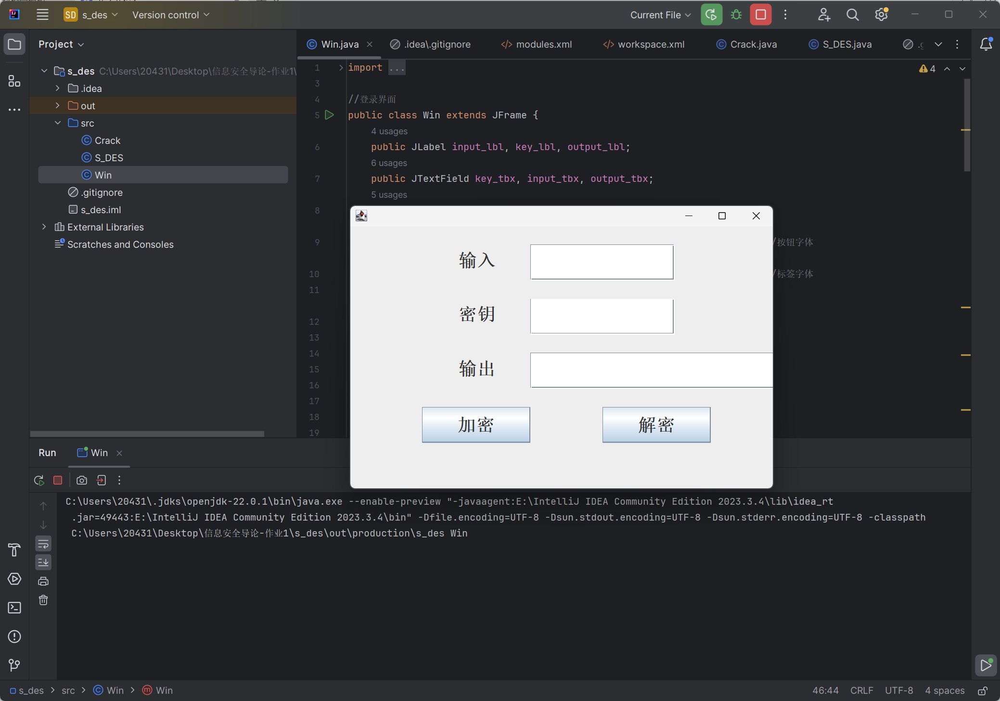 SD s_des Version control Current File
Project
Win.java .idea\.gitignore modules.xml workspace.xml Crack.java S_DES.java
s_des C:\Users\20431\Desktop\信息安全导论-作业1\
.idea
out
src
Crack
S_DES
Win
.gitignore
s_des.iml
External Libraries
Scratches and Consoles
4
1 import ...
3
4 //登录界面
5 public class Win extends JFrame {
4 usages
6 public JLabel input_lbl, key_lbl, output_lbl;
6 usages
7 public JTextField key_tbx, input_tbx, output_tbx;
5 usages
8
9 /按钮字体
10 /标签字体
11
12
13
14
15
16
17
18
19
输入
密钥
输出
加密 解密
Run Win
C:\Users\20431\.jdks\openjdk-22.0.1\bin\java.exe --enable-preview "-javaagent:E:\IntelliJ IDEA Community Edition 2023.3.4\lib\idea_rt
.jar=49443:E:\IntelliJ IDEA Community Edition 2023.3.4\bin" -Dfile.encoding=UTF-8 -Dsun.stdout.encoding=UTF-8 -Dsun.stderr.encoding=UTF-8 -classpath
C:\Users\20431\Desktop\信息安全导论-作业1\s_des\out\production\s_des Win
s_des src Win Win 46:44 CRLF UTF-8 4 spaces